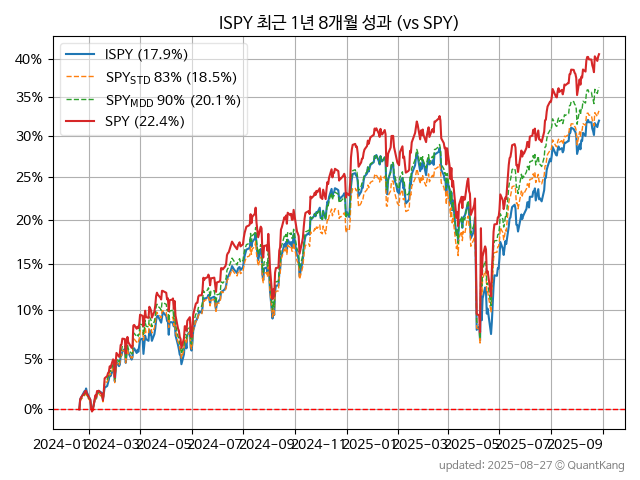 ISPY 최근 1년 8개월 성과 (vs SPY)
ISPY (17.9%)
SPY_STD 83% (18.5%)
SPY_MDD 90% (20.1%)
SPY (22.4%)
40%
35%
30%
25%
20%
15%
10%
5%
0%
2024-01 2024-03 2024-05 2024-07 2024-09 2024-11 2025-01 2025-03 2025-05 2025-07 2025-09
updated: 2025-08-27 © QuantKang